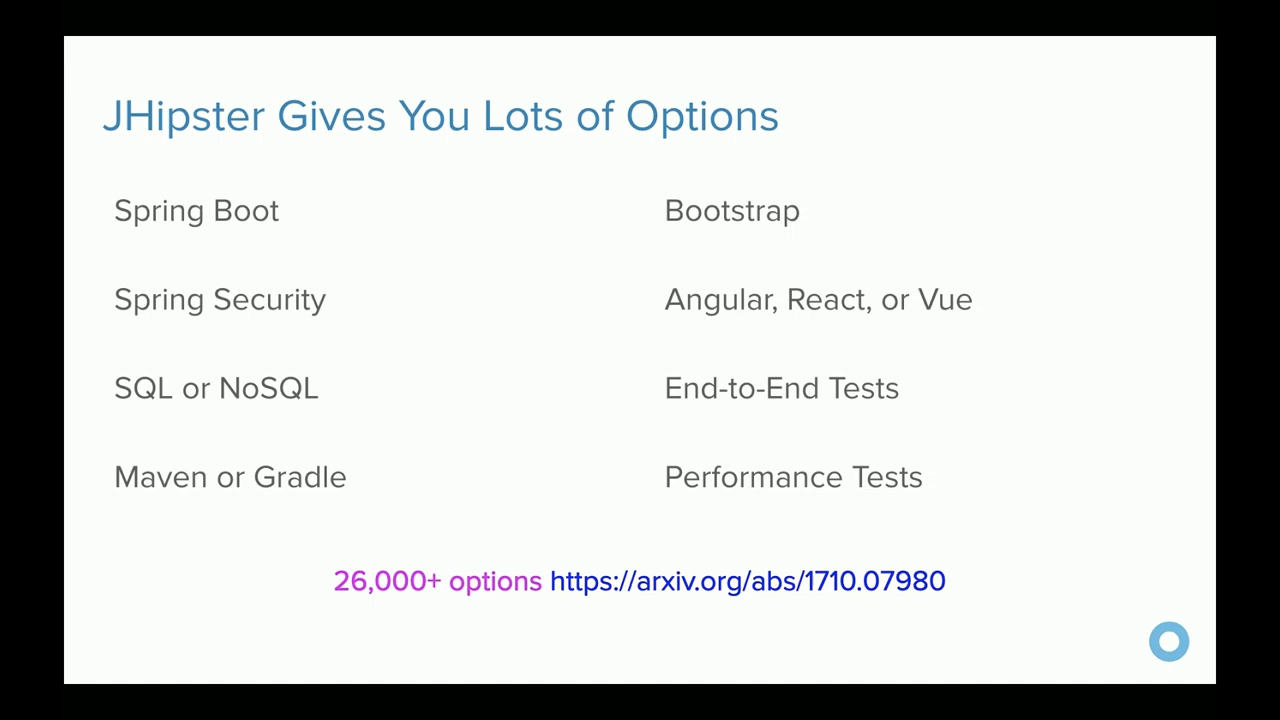 JHipster Gives You Lots of Options
Spring Boot
Spring Security
SQL or NoSQL
Maven or Gradle
Bootstrap
Angular, React, or Vue
End-to-End Tests
Performance Tests
26,000+ options https://arxiv.org/abs/1710.07980